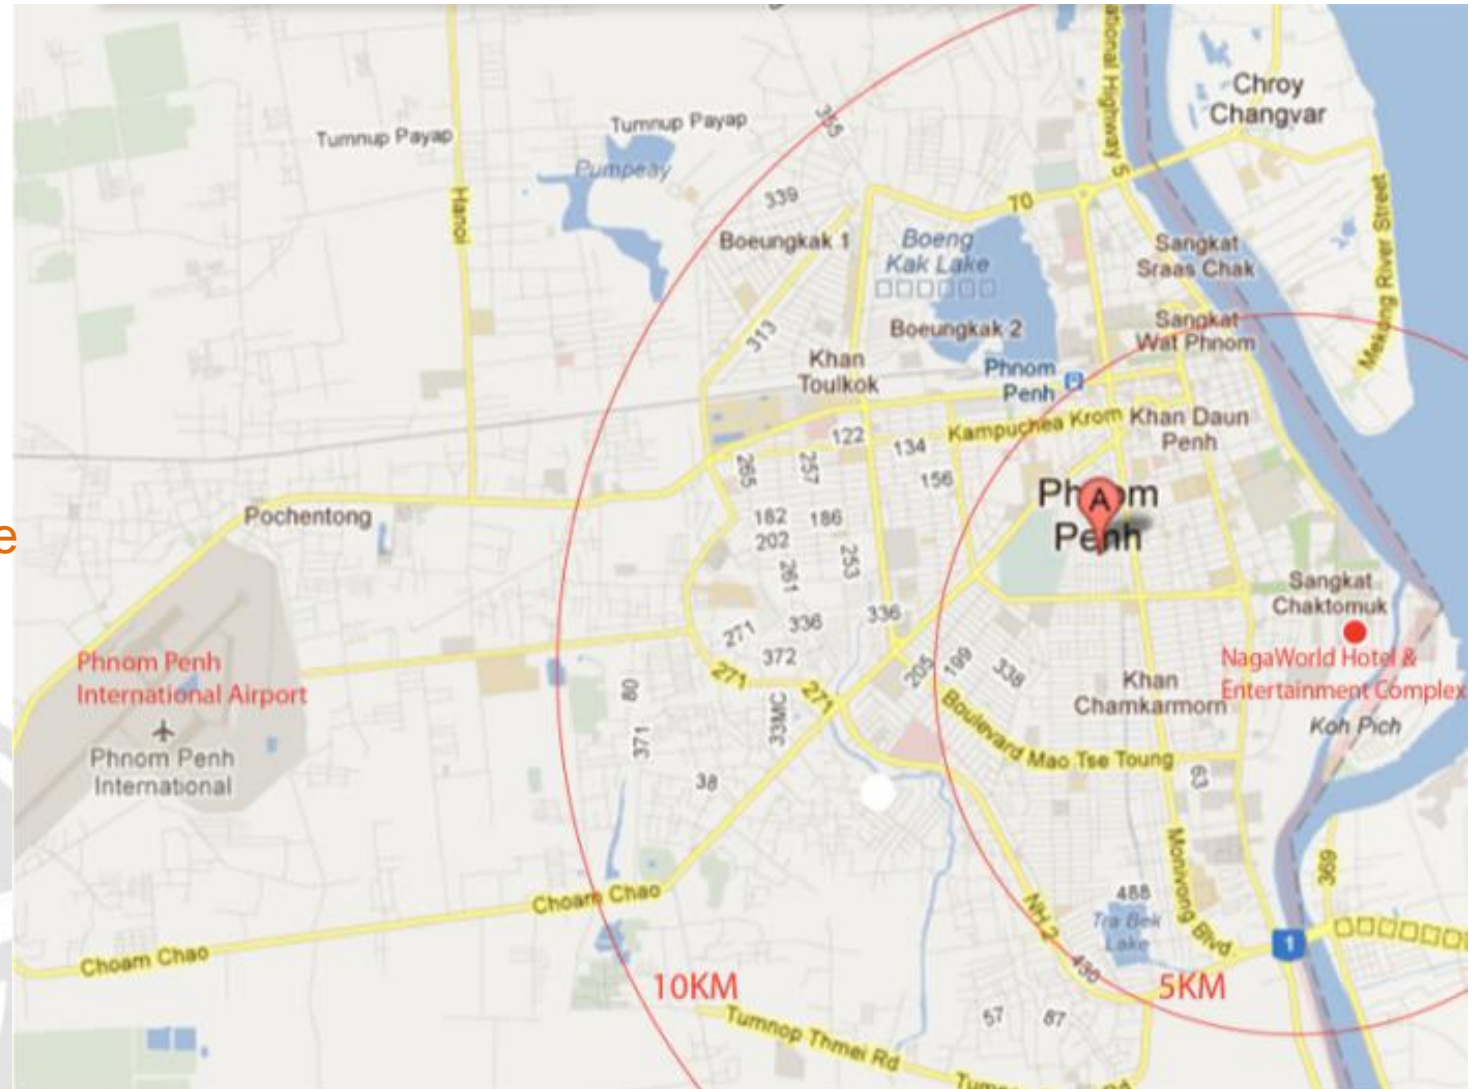 ational Highway 5
Chroy
Changvar
Tumnup Payap
Tumnup Payap
355
Pumpeay
Hanoi
339
70
Mekong River Street
Boeungkak 1
Boeng
Kak Lake
□□□□□□
Sangkat
Sraas Chak
Boeungkak 2
313
Sangkat
Wat Phnom
Khan
Toulkok
Phnom
Penh
122
134
Kampuchea Krom
Khan Daun
Penh
265
257
156
Phnom
Penh
A
Pochentong
182
186
202
253
261
e
Sangkat
Chaktomuk
336
336
271
372
Phnom Penh
International Airport
NagaWorld Hotel &
Entertainment Complex
205
199
338
271
271
80
Khan
Chamkarmorn
33MC
371
Koh Pich
Phnom Penh
International
Boulevard Mao Tse Toung
63
38
Monivong Blvd
369
Choam Chao
488
NH 2
Tra Bek
Lake
1
□□□□□□
Choam Chao
430
10KM
5KM
57
87
Tumnop Thmei Rd